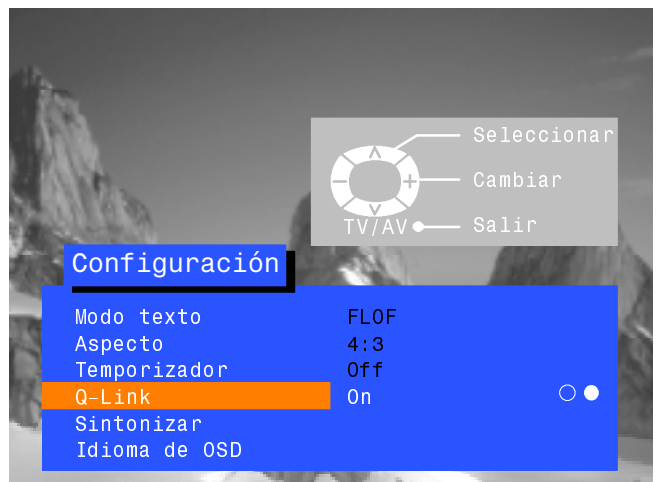 Seleccionar
Cambiar
TV/AV Salir
Configuración
Modo texto FLOF
Aspecto 4:3
Temporizador Off
Q-Link On
Sintonizar
Idioma de OSD